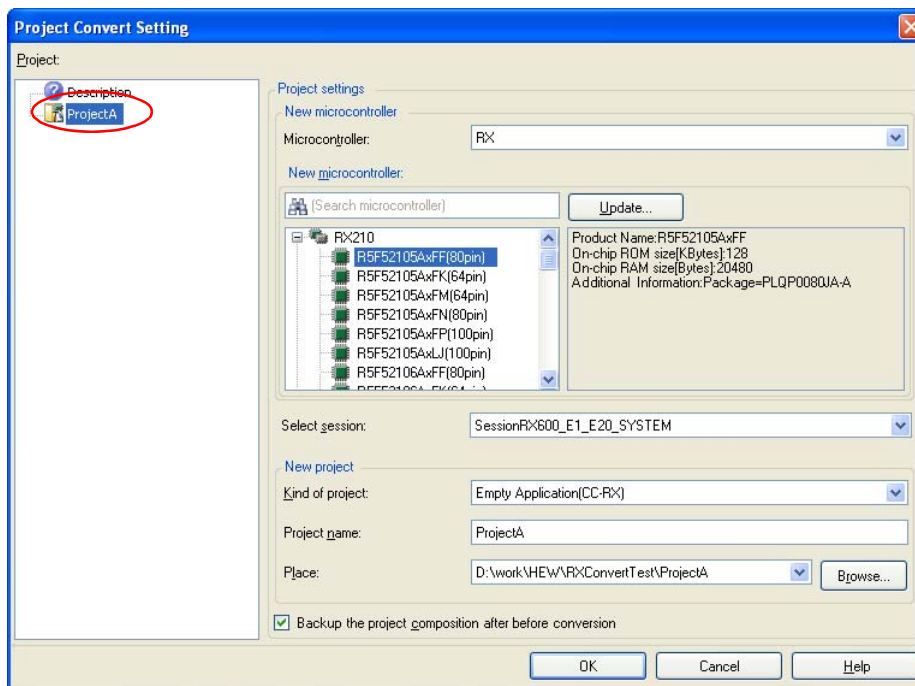 Project Convert Setting
Project:
Description
ProjectA
Project settings
New microcontroller
Microcontroller:
RX
New microcontroller:
(Search microcontroller)
Update...
RX210
R5F52105AxFF(80pin)
R5F52105AxFK(64pin)
R5F52105AxFM(64pin)
R5F52105AxFN(80pin)
R5F52105AxFP(100pin)
R5F52105AxLJ(100pin)
R5F52106AxFF(80pin)
Product Name:R5F52105AxFF
On-chip ROM size[KBytes]:128
On-chip RAM size[Bytes]:20480
Additional Information:Package=PLQP0080JA-A
Select session:
SessionRX600_E1_E20_SYSTEM
New project
Kind of project:
Empty Application(CC-RX)
Project name:
ProjectA
Place:
D:\work\HEW\RXConvertTest\ProjectA
Browse...
Backup the project composition after before conversion
OK
Cancel
Help